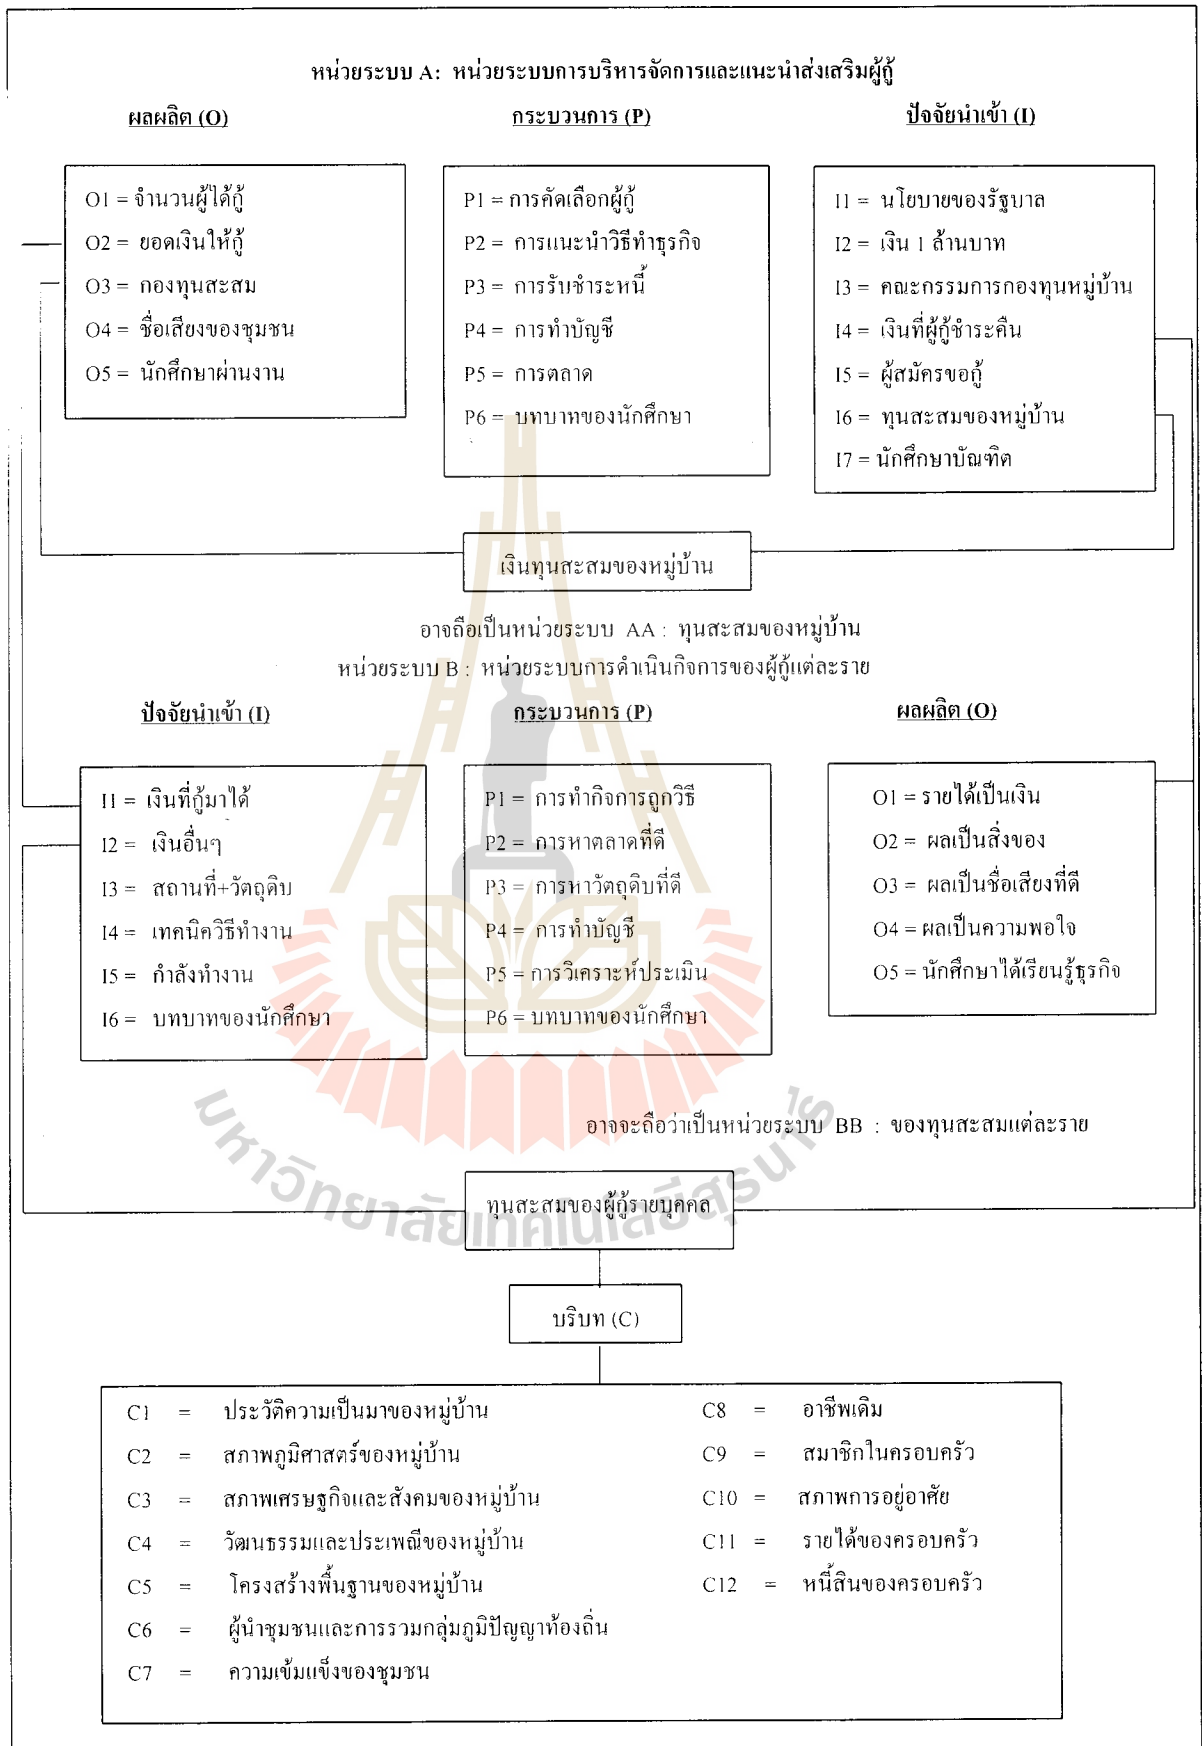 หน่วยระบบ A: หน่วยระบบการบริหารจัดการและแนะนำส่งเสริมผู้กู้
ผลผลิต (O)
กระบวนการ (P)
ปัจจัยนำเข้า (I)
O1 = จำนวนผู้ได้กู้
O2 = ยอดเงินให้กู้
O3 = กองทุนสะสม
O4 = ชื่อเสียงของชุมชน
O5 = นักศึกษาผ่านงาน
P1 = การคัดเลือกผู้กู้
P2 = การแนะนำวิธีทำธุรกิจ
P3 = การรับชำระหนี้
P4 = การทำบัญชี
P5 = การตลาด
P6 = บทบาทของนักศึกษา
I1 = นโยบายของรัฐบาล
I2 = เงิน 1 ล้านบาท
I3 = คณะกรรมการกองทุนหมู่บ้าน
I4 = เงินที่ผู้กู้ชำระคืน
I5 = ผู้สมัครขอกู้
I6 = ทุนสะสมของหมู่บ้าน
I7 = นักศึกษาบัณฑิต
เงินทุนสะสมของหมู่บ้าน
อาจถือเป็นหน่วยระบบ AA : ทุนสะสมของหมู่บ้าน
หน่วยระบบ B : หน่วยระบบการดำเนินกิจการของผู้กู้แต่ละราย
ปัจจัยนำเข้า (I)
กระบวนการ (P)
ผลผลิต (O)
I1 = เงินที่กู้มาได้
I2 = เงินอื่นๆ
I3 = สถานที่+วัตถุดิบ
I4 = เทคนิควิธีทำงาน
I5 = กำลังทำงาน
I6 = บทบาทของนักศึกษา
P1 = การทำกิจการถูกวิธี
P2 = การหาตลาดที่ดี
P3 = การหาวัตถุดิบที่ดี
P4 = การทำบัญชี
P5 = การวิเคราะห์ประเมิน
P6 = บทบาทของนักศึกษา
O1 = รายได้เป็นเงิน
O2 = ผลเป็นสิ่งของ
O3 = ผลเป็นชื่อเสียงที่ดี
O4 = ผลเป็นความพอใจ
O5 = นักศึกษาได้เรียนรู้ธุรกิจ
อาจจะถือว่าเป็นหน่วยระบบ BB : ของทุนสะสมแต่ละราย
มหาวิทยาลัยเทคโนโลยีสุรนารี
ทุนสะสมของผู้กู้รายบุคคล
บริบท (C)
C1 = ประวัติความเป็นมาของหมู่บ้าน
C2 = สภาพภูมิศาสตร์ของหมู่บ้าน
C3 = สภาพเศรษฐกิจและสังคมของหมู่บ้าน
C4 = วัฒนธรรมและประเพณีของหมู่บ้าน
C5 = โครงสร้างพื้นฐานของหมู่บ้าน
C6 = ผู้นำชุมชนและการรวมกลุ่มภูมิปัญญาท้องถิ่น
C7 = ความเข้มแข็งของชุมชน
C8 = อาชีพเดิม
C9 = สมาชิกในครอบครัว
C10 = สภาพการอยู่อาศัย
C11 = รายได้ของครอบครัว
C12 = หนี้สินของครอบครัว